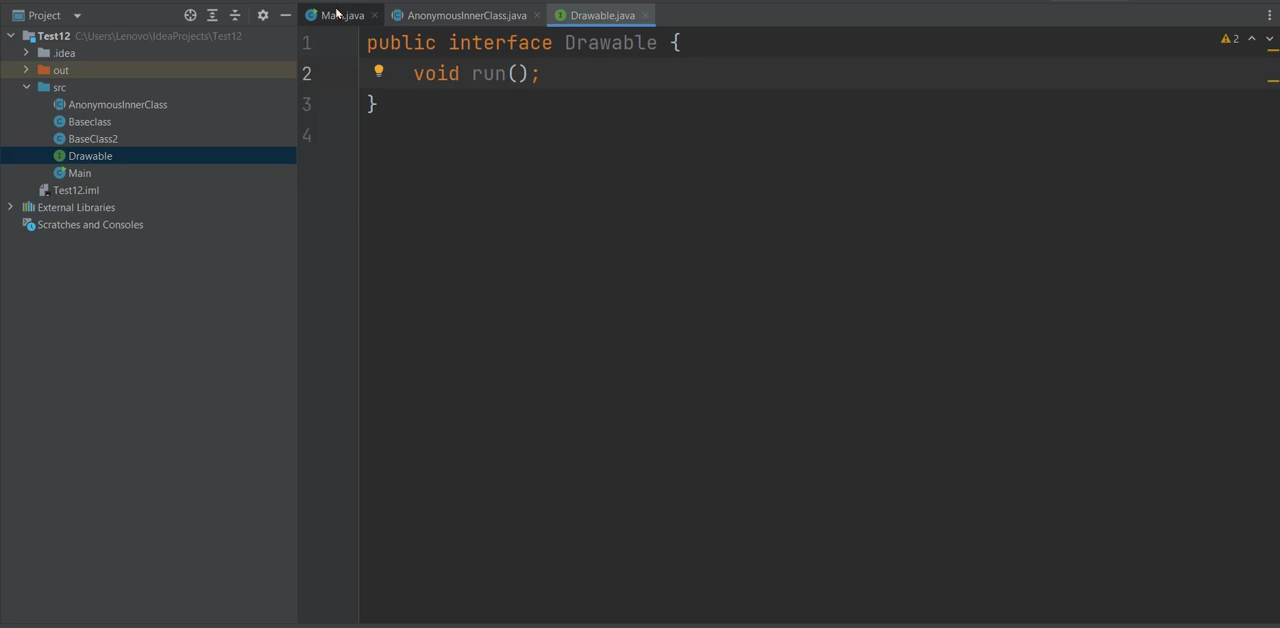 Project
Main.java
AnonymousInnerClass.java
Drawable.java
Test12 C:\Users\Lenovo\IdeaProjects\Test12
.idea
out
src
AnonymousInnerClass
Baseclass
BaseClass2
Drawable
Main
Test12.iml
External Libraries
Scratches and Consoles
1 public interface Drawable {
2 void run();
3 }
4
2